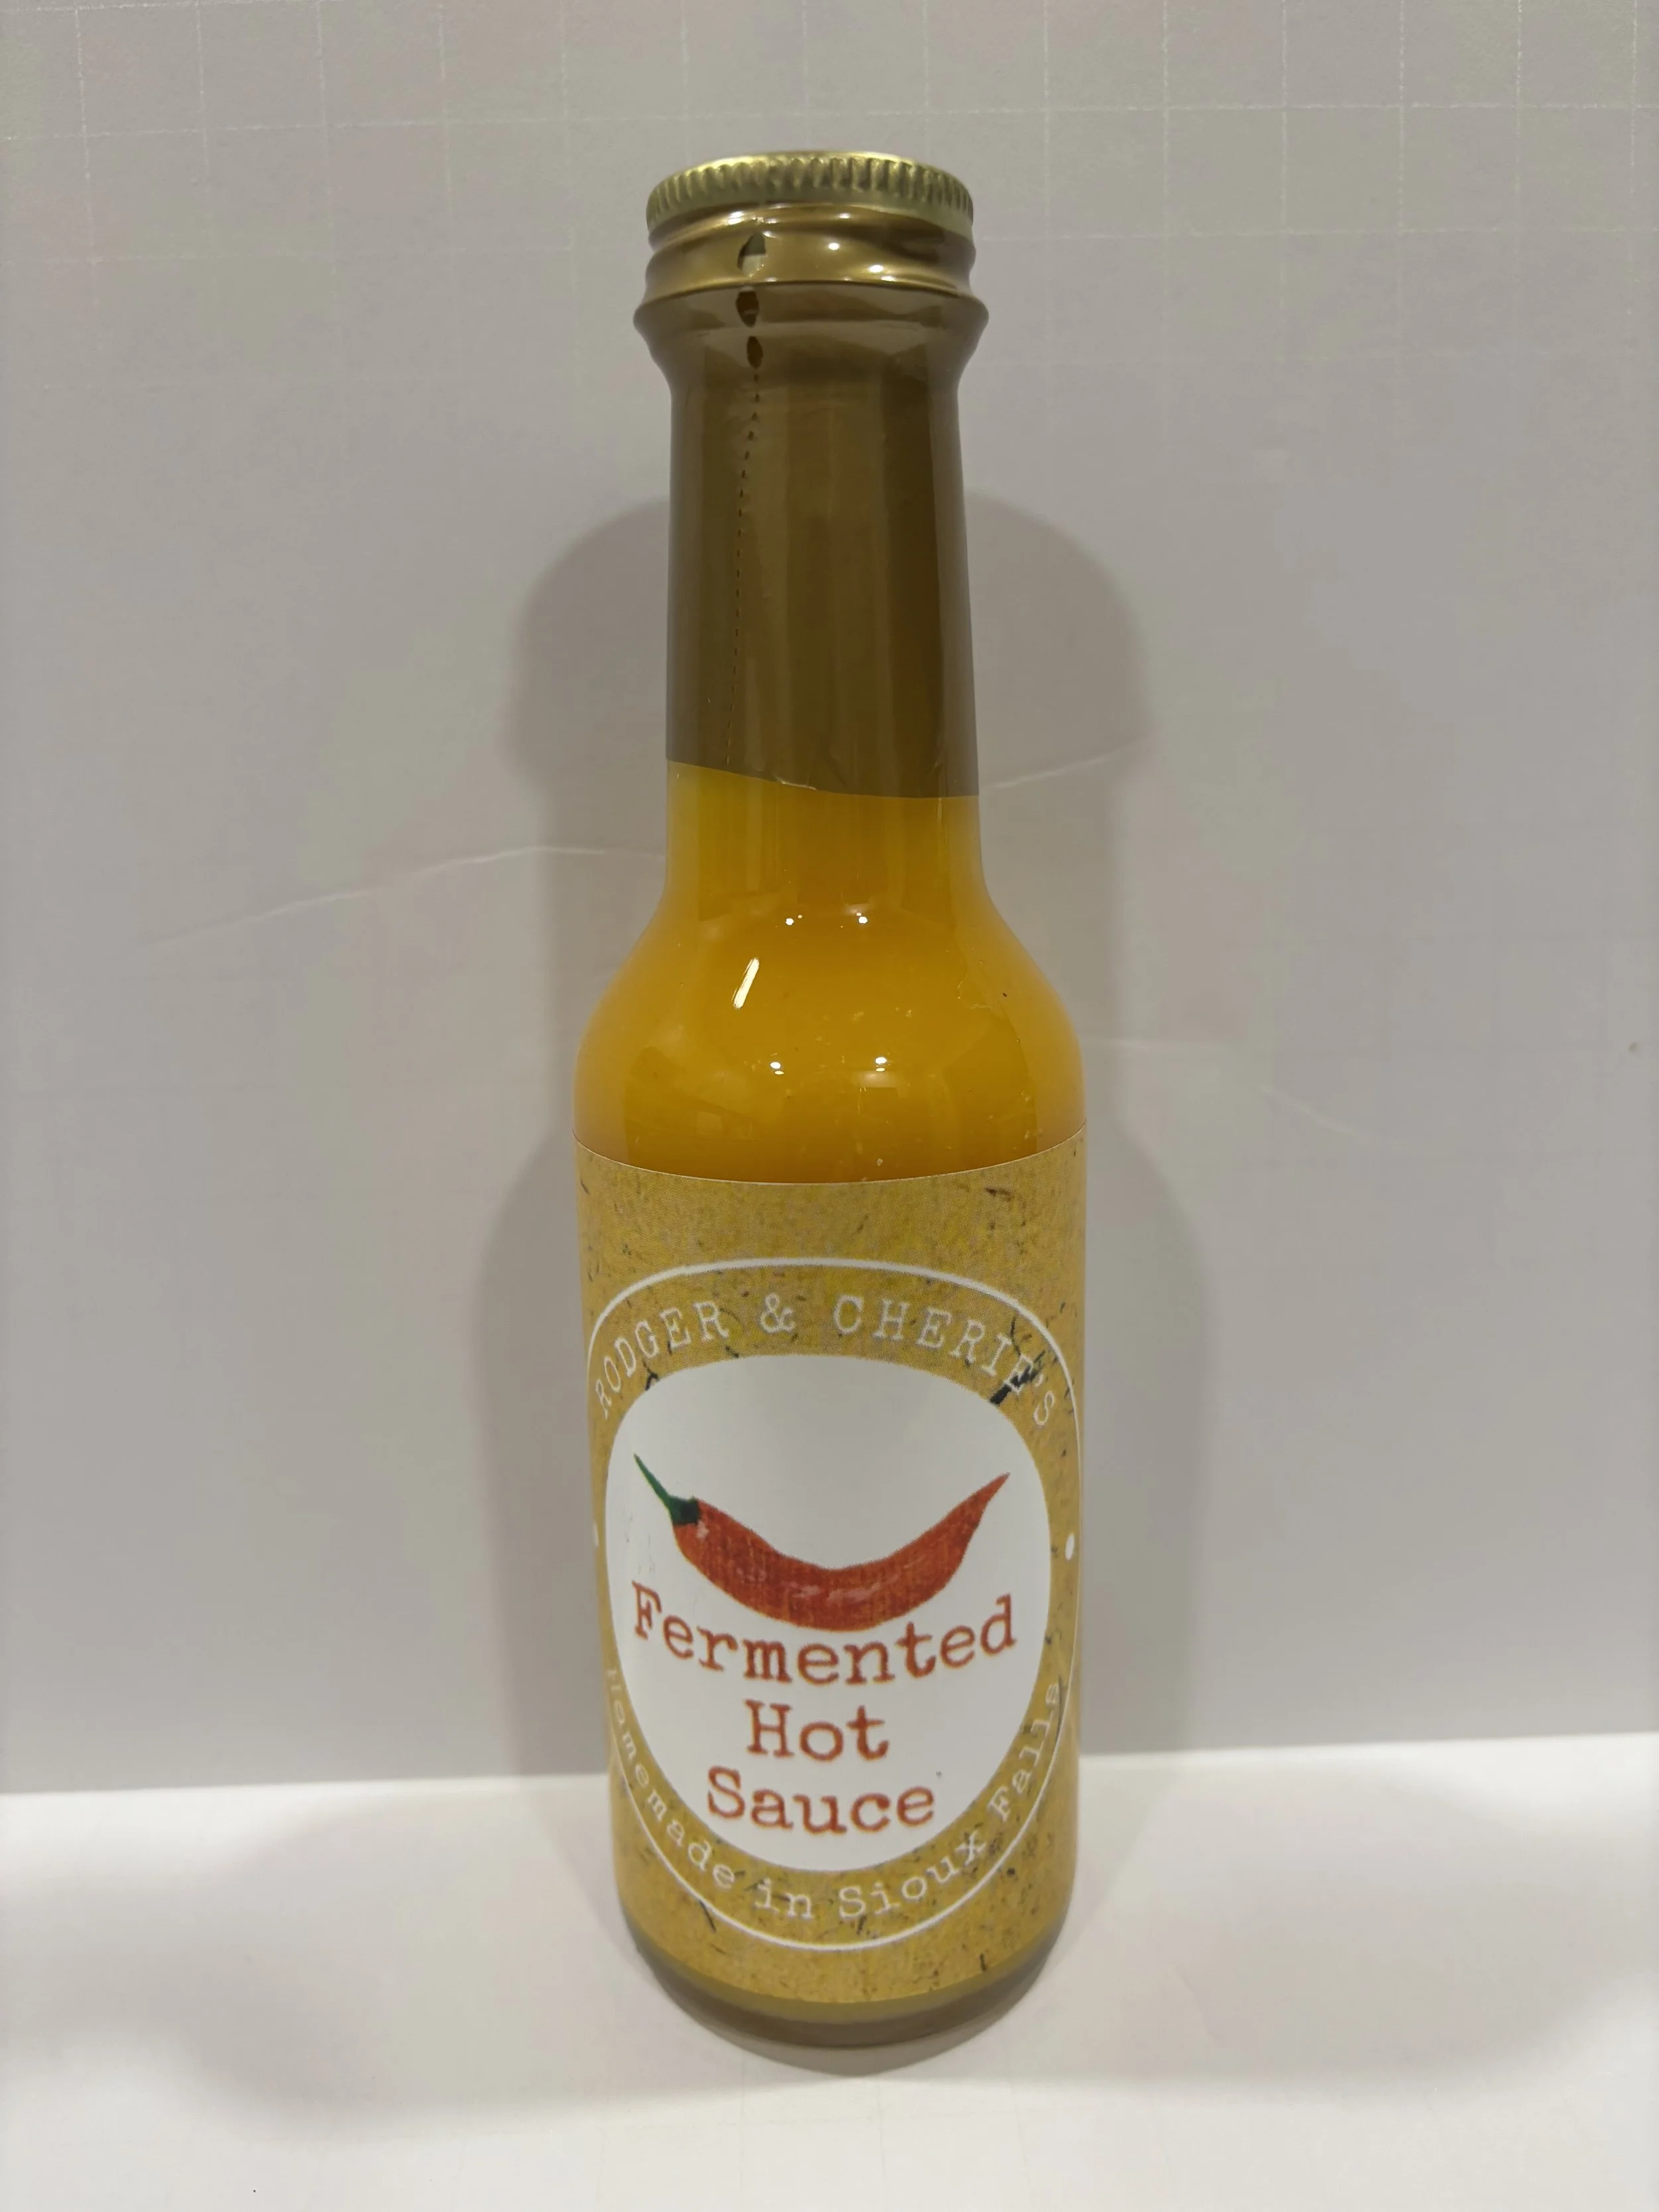 RODGER & CHERIE'S
Fermented
Hot
Sauce
Homemade in Sioux Falls